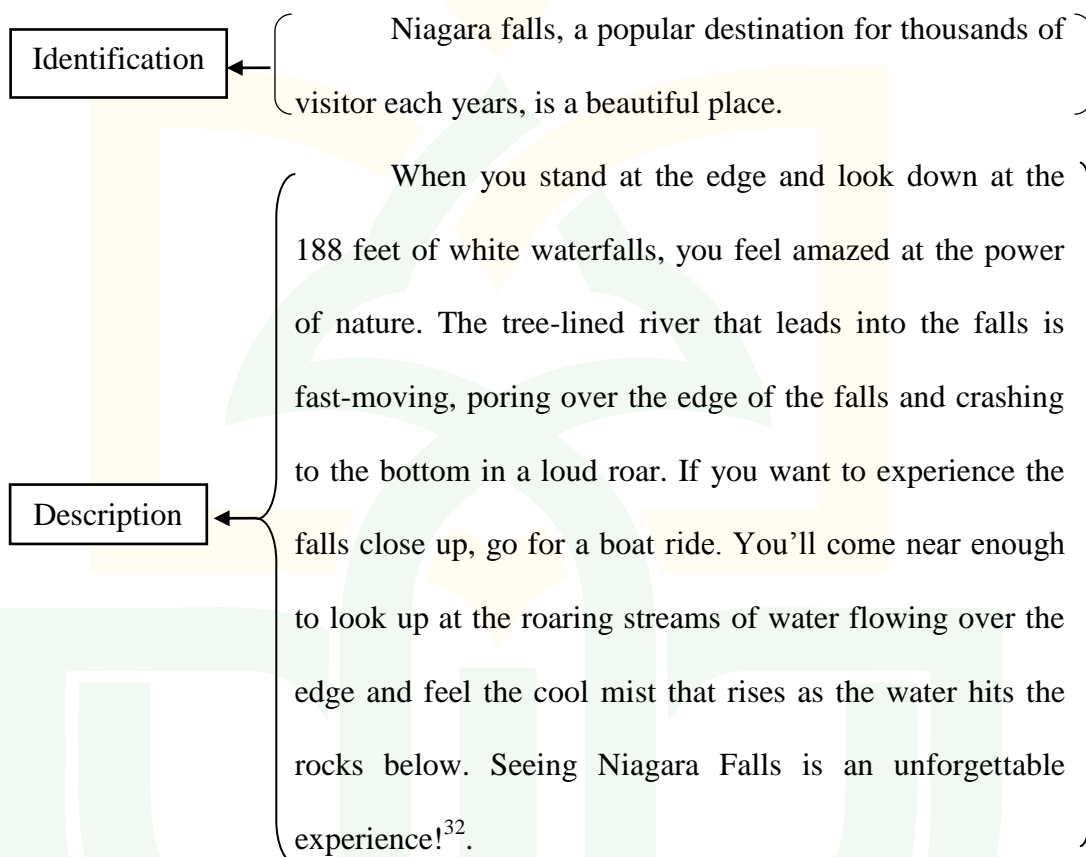 Identification
Niagara falls, a popular destination for thousands of
visitor each years, is a beautiful place.
Description
When you stand at the edge and look down at the
188 feet of white waterfalls, you feel amazed at the power
of nature. The tree-lined river that leads into the falls is
fast-moving, poring over the edge of the falls and crashing
to the bottom in a loud roar. If you want to experience the
falls close up, go for a boat ride. You’ll come near enough
to look up at the roaring streams of water flowing over the
edge and feel the cool mist that rises as the water hits the
rocks below. Seeing Niagara Falls is an unforgettable
experience!32.